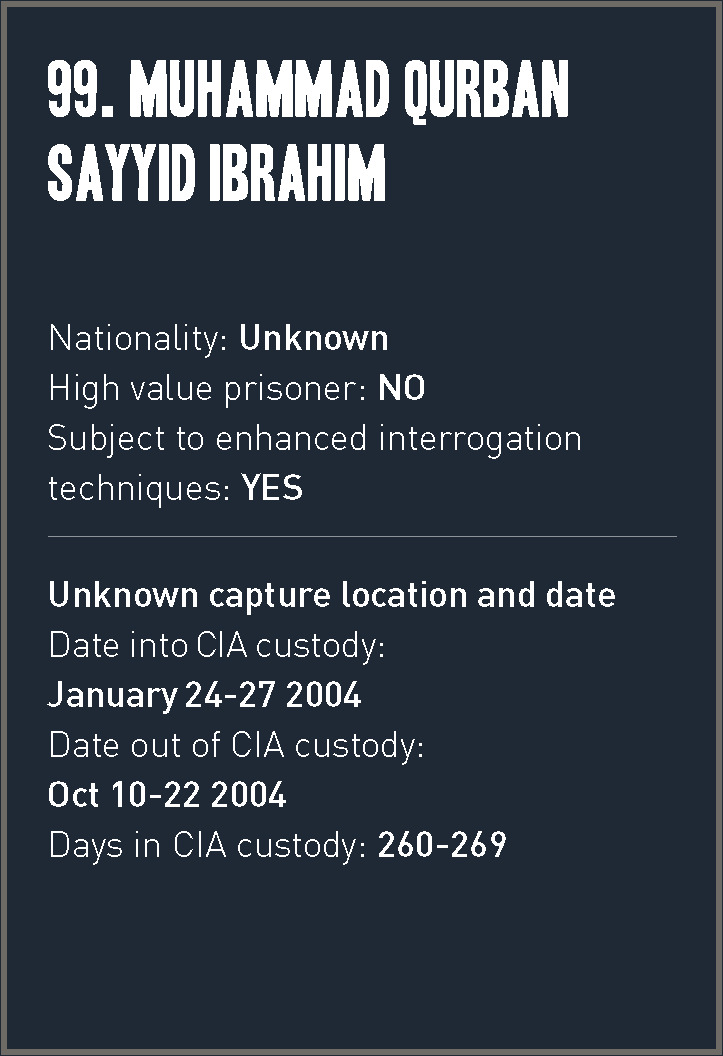 99. MUHAMMAD QURBAN
SAYYID IBRAHIM
Nationality: Unknown
High value prisoner: NO
Subject to enhanced interrogation
techniques: YES
Unknown capture location and date
Date into CIA custody:
January 24-27 2004
Date out of CIA custody:
Oct 10-22 2004
Days in CIA custody: 260-269